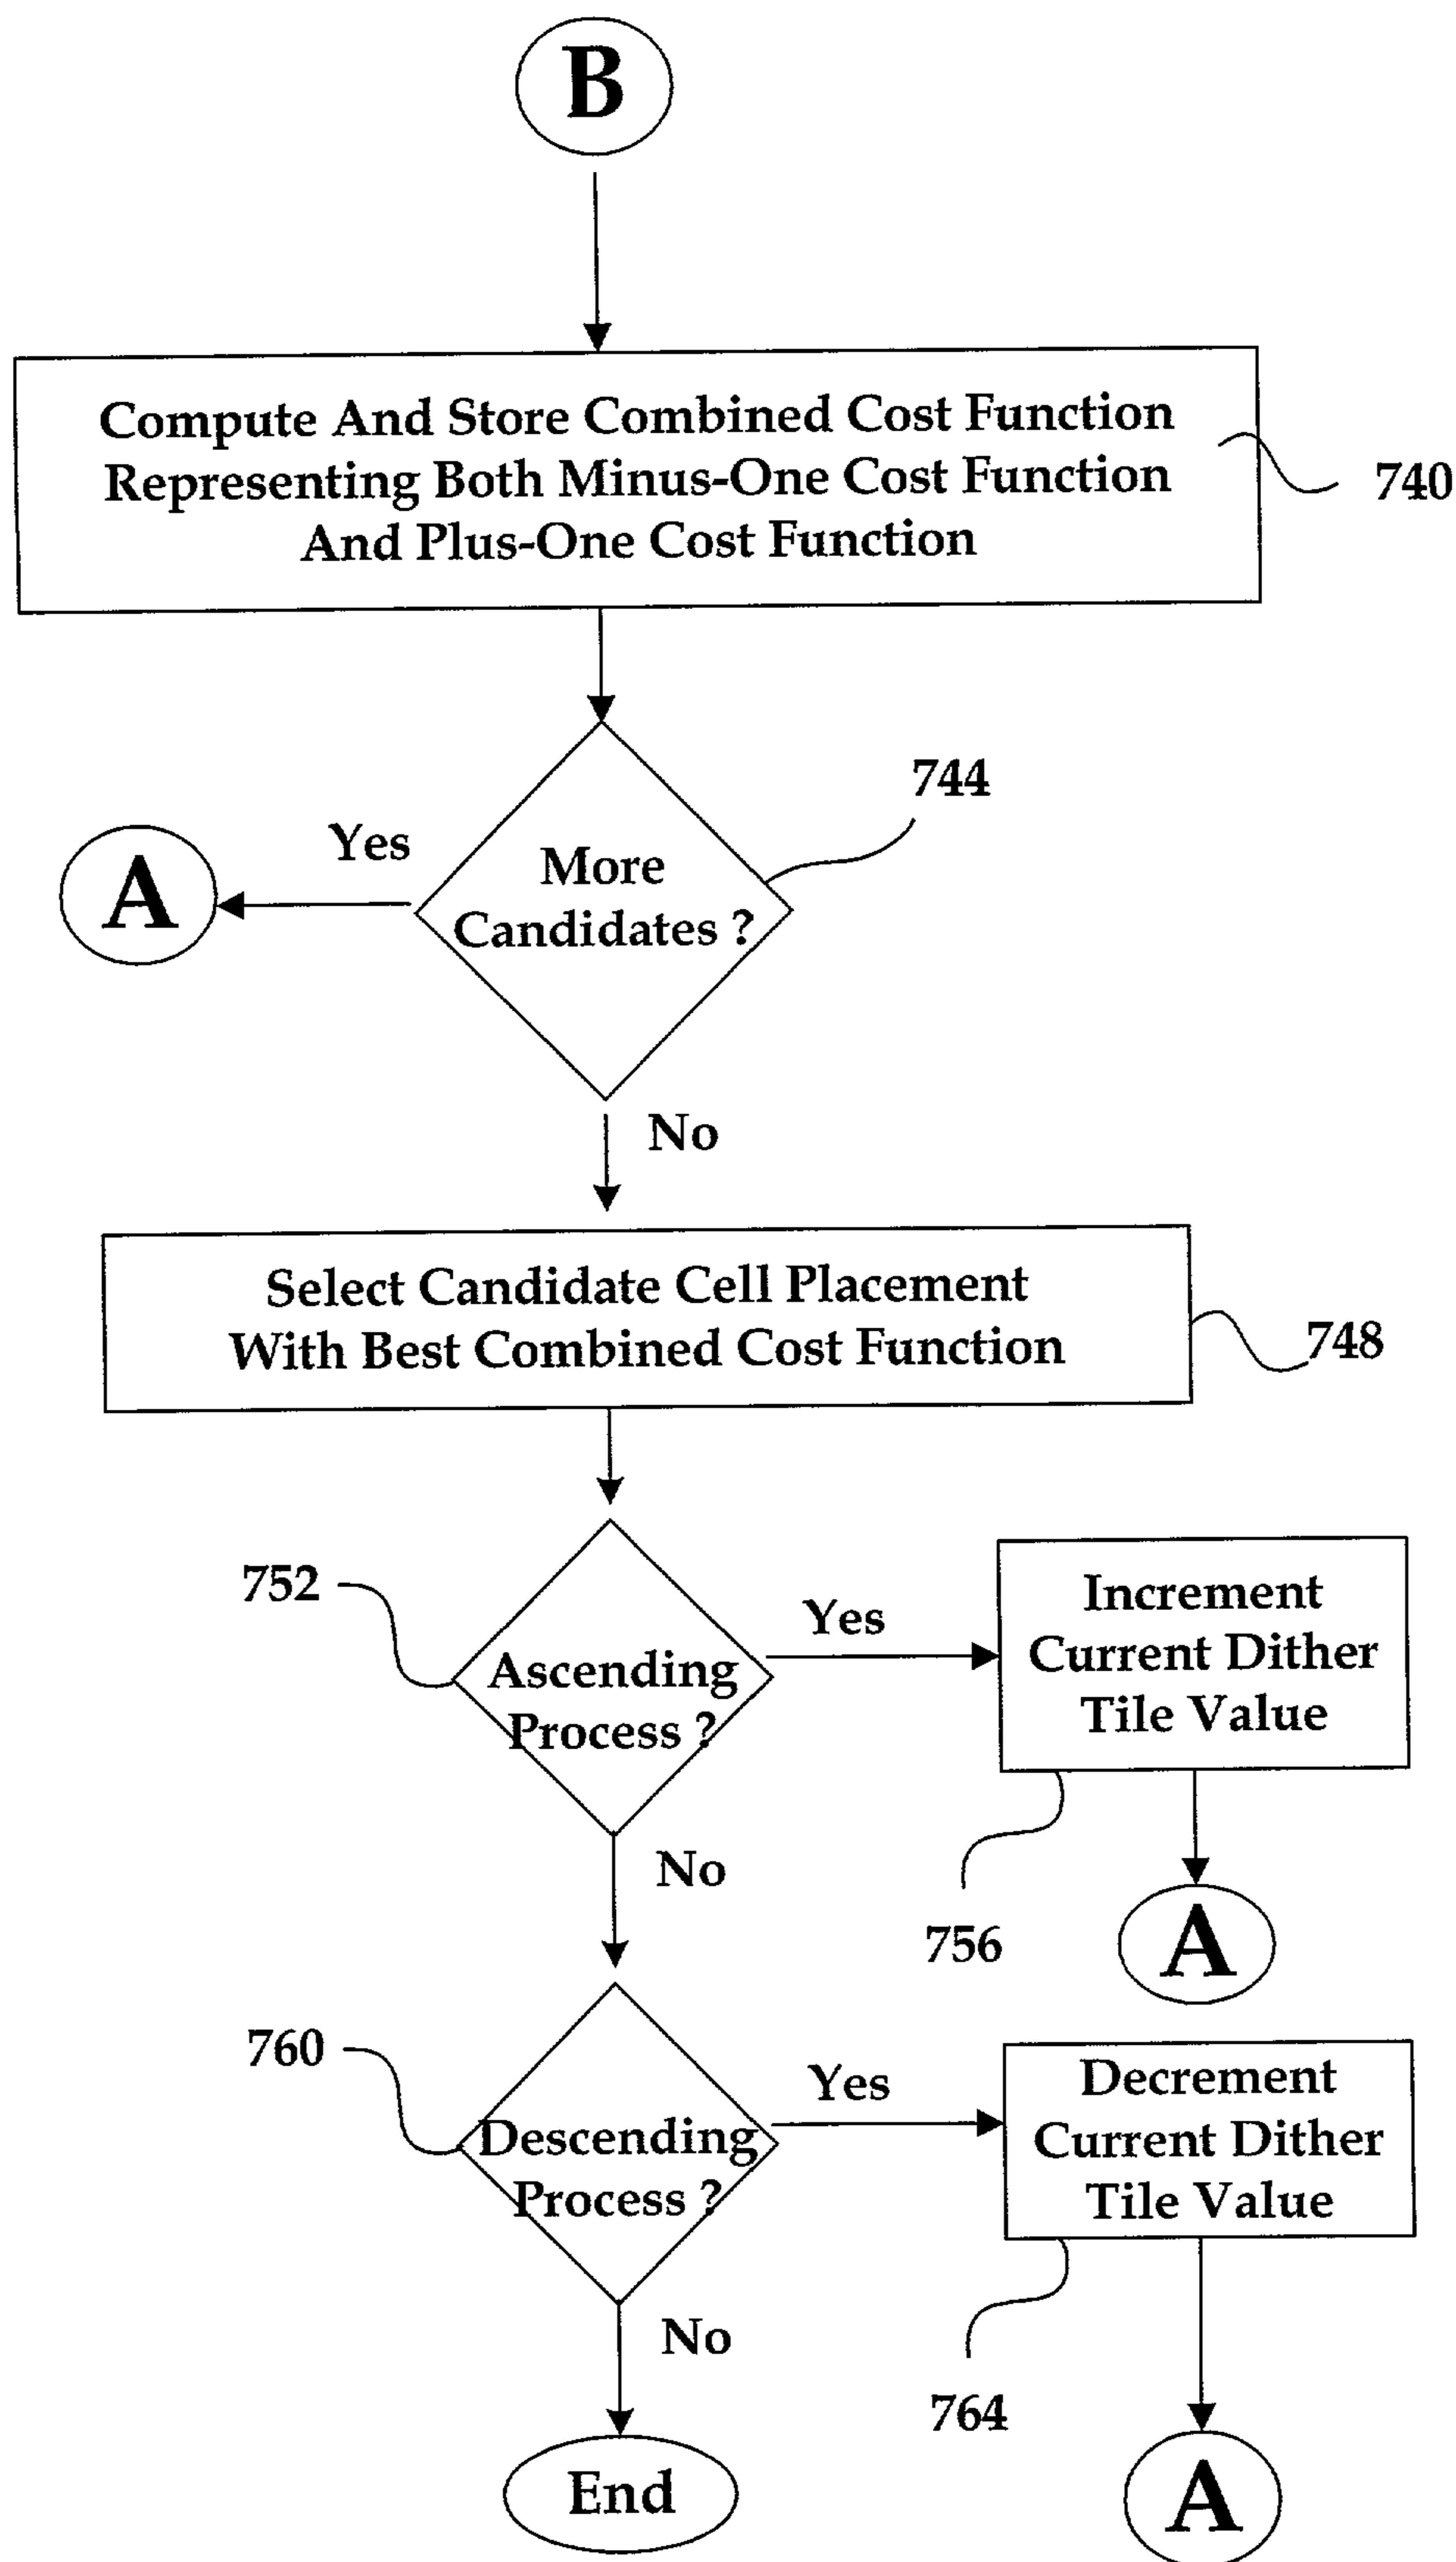 B
Compute And Store Combined Cost Function
Representing Both Minus-One Cost Function
And Plus-One Cost Function
740
744
Yes
More
Candidates ?
A
No
Select Candidate Cell Placement
With Best Combined Cost Function
748
752
Ascending
Process ?
Yes
Increment
Current Dither
Tile Value
No
756
A
760
Descending
Process ?
Yes
Decrement
Current Dither
Tile Value
No
764
End
A